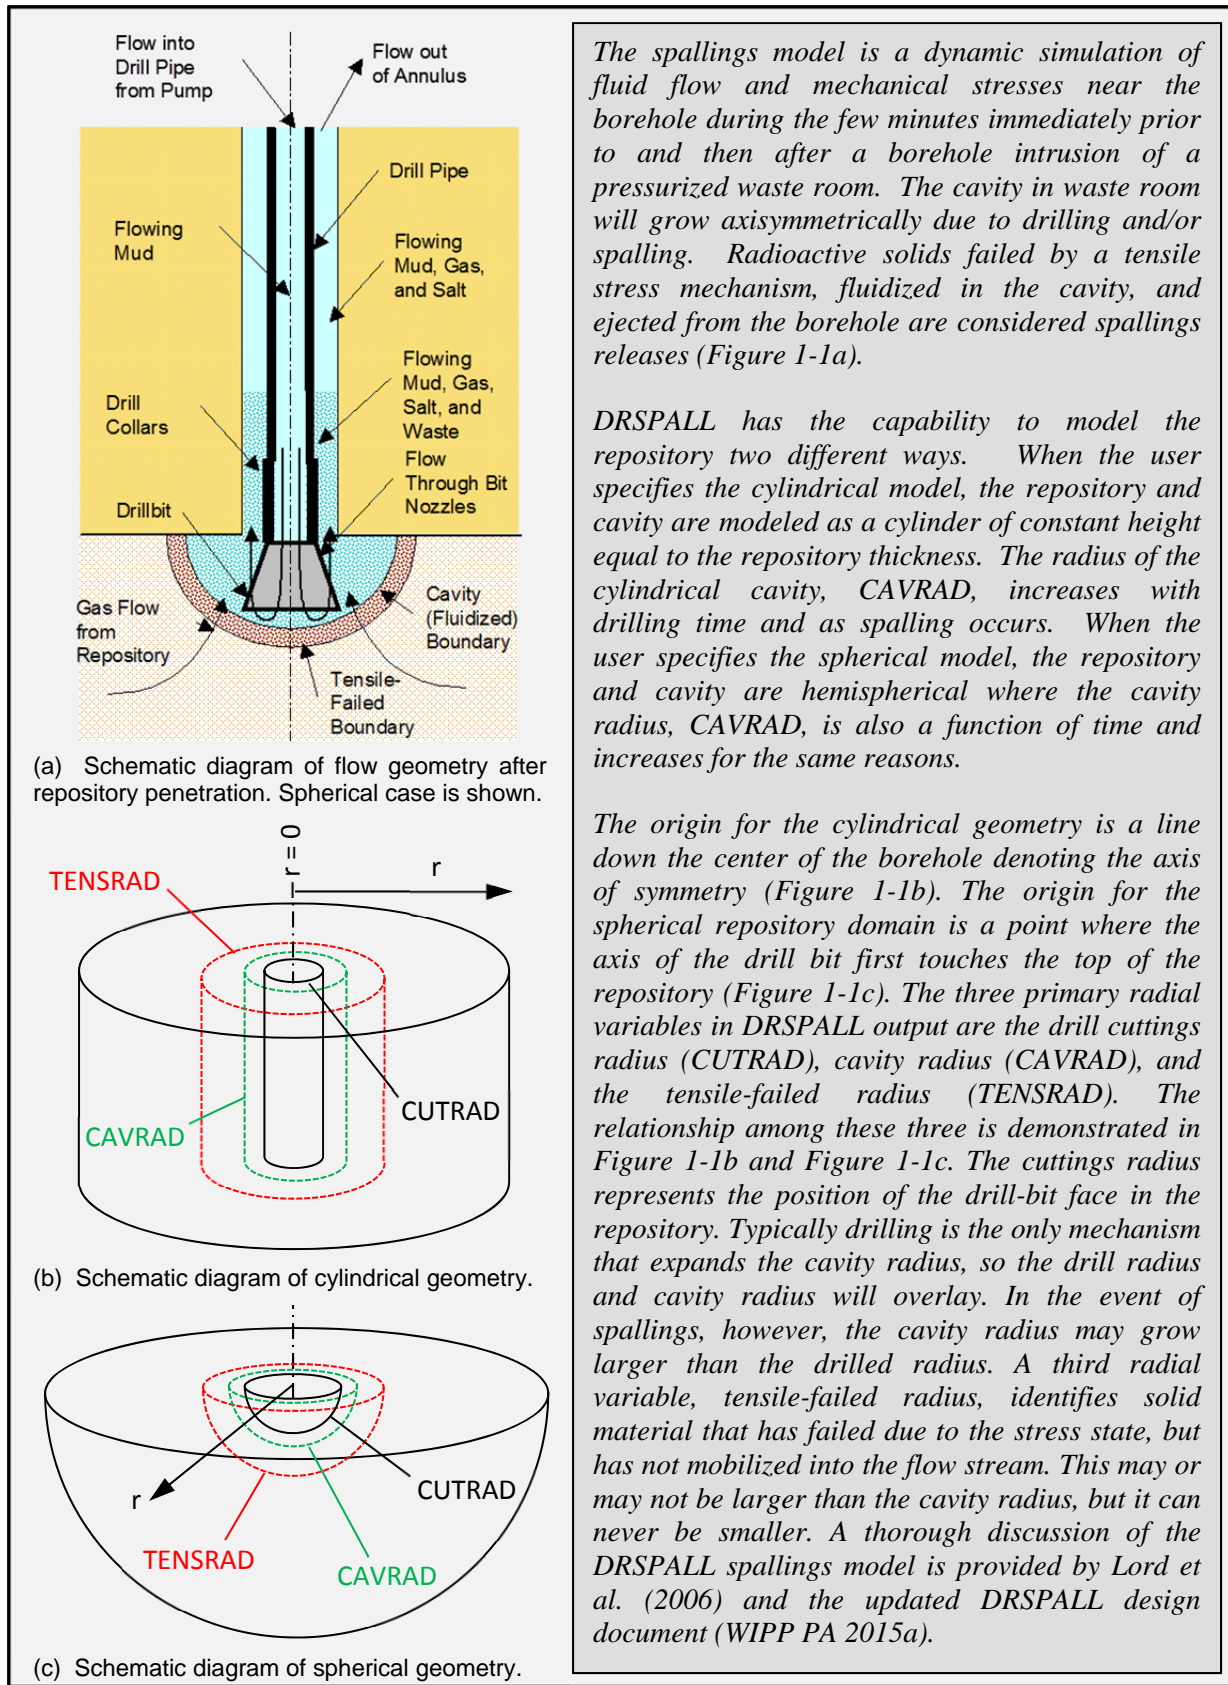 Flow into
Drill Pipe
from Pump
Flow out
of Annulus
Drill Pipe
Flowing
Mud
Flowing
Mud, Gas,
and Salt
Flowing
Mud, Gas,
Salt, and
Waste
Drill
Collars
Flow
Through Bit
Nozzles
Drillbit
Gas Flow
from
Repository
Cavity
(Fluidized)
Boundary
Tensile-
Failed
Boundary
(a) Schematic diagram of flow geometry after
repository penetration. Spherical case is shown.
r = 0
r
TENSRAD
CUTRAD
CAVRAD
(b) Schematic diagram of cylindrical geometry.
r
CUTRAD
TENSRAD
CAVRAD
(c) Schematic diagram of spherical geometry.
The spallings model is a dynamic simulation of
fluid flow and mechanical stresses near the
borehole during the few minutes immediately prior
to and then after a borehole intrusion of a
pressurized waste room. The cavity in waste room
will grow axisymmetrically due to drilling and/or
spalling. Radioactive solids failed by a tensile
stress mechanism, fluidized in the cavity, and
ejected from the borehole are considered spallings
releases (Figure 1-1a).
DRSPALL has the capability to model the
repository two different ways. When the user
specifies the cylindrical model, the repository and
cavity are modeled as a cylinder of constant height
equal to the repository thickness. The radius of the
cylindrical cavity, CAVRAD, increases with
drilling time and as spalling occurs. When the
user specifies the spherical model, the repository
and cavity are hemispherical where the cavity
radius, CAVRAD, is also a function of time and
increases for the same reasons.
The origin for the cylindrical geometry is a line
down the center of the borehole denoting the axis
of symmetry (Figure 1-1b). The origin for the
spherical repository domain is a point where the
axis of the drill bit first touches the top of the
repository (Figure 1-1c). The three primary radial
variables in DRSPALL output are the drill cuttings
radius (CUTRAD), cavity radius (CAVRAD), and
the tensile-failed radius (TENSRAD). The
relationship among these three is demonstrated in
Figure 1-1b and Figure 1-1c. The cuttings radius
represents the position of the drill-bit face in the
repository. Typically drilling is the only mechanism
that expands the cavity radius, so the drill radius
and cavity radius will overlay. In the event of
spallings, however, the cavity radius may grow
larger than the drilled radius. A third radial
variable, tensile-failed radius, identifies solid
material that has failed due to the stress state, but
has not mobilized into the flow stream. This may or
may not be larger than the cavity radius, but it can
never be smaller. A thorough discussion of the
DRSPALL spallings model is provided by Lord et
al. (2006) and the updated DRSPALL design
document (WIPP PA 2015a).